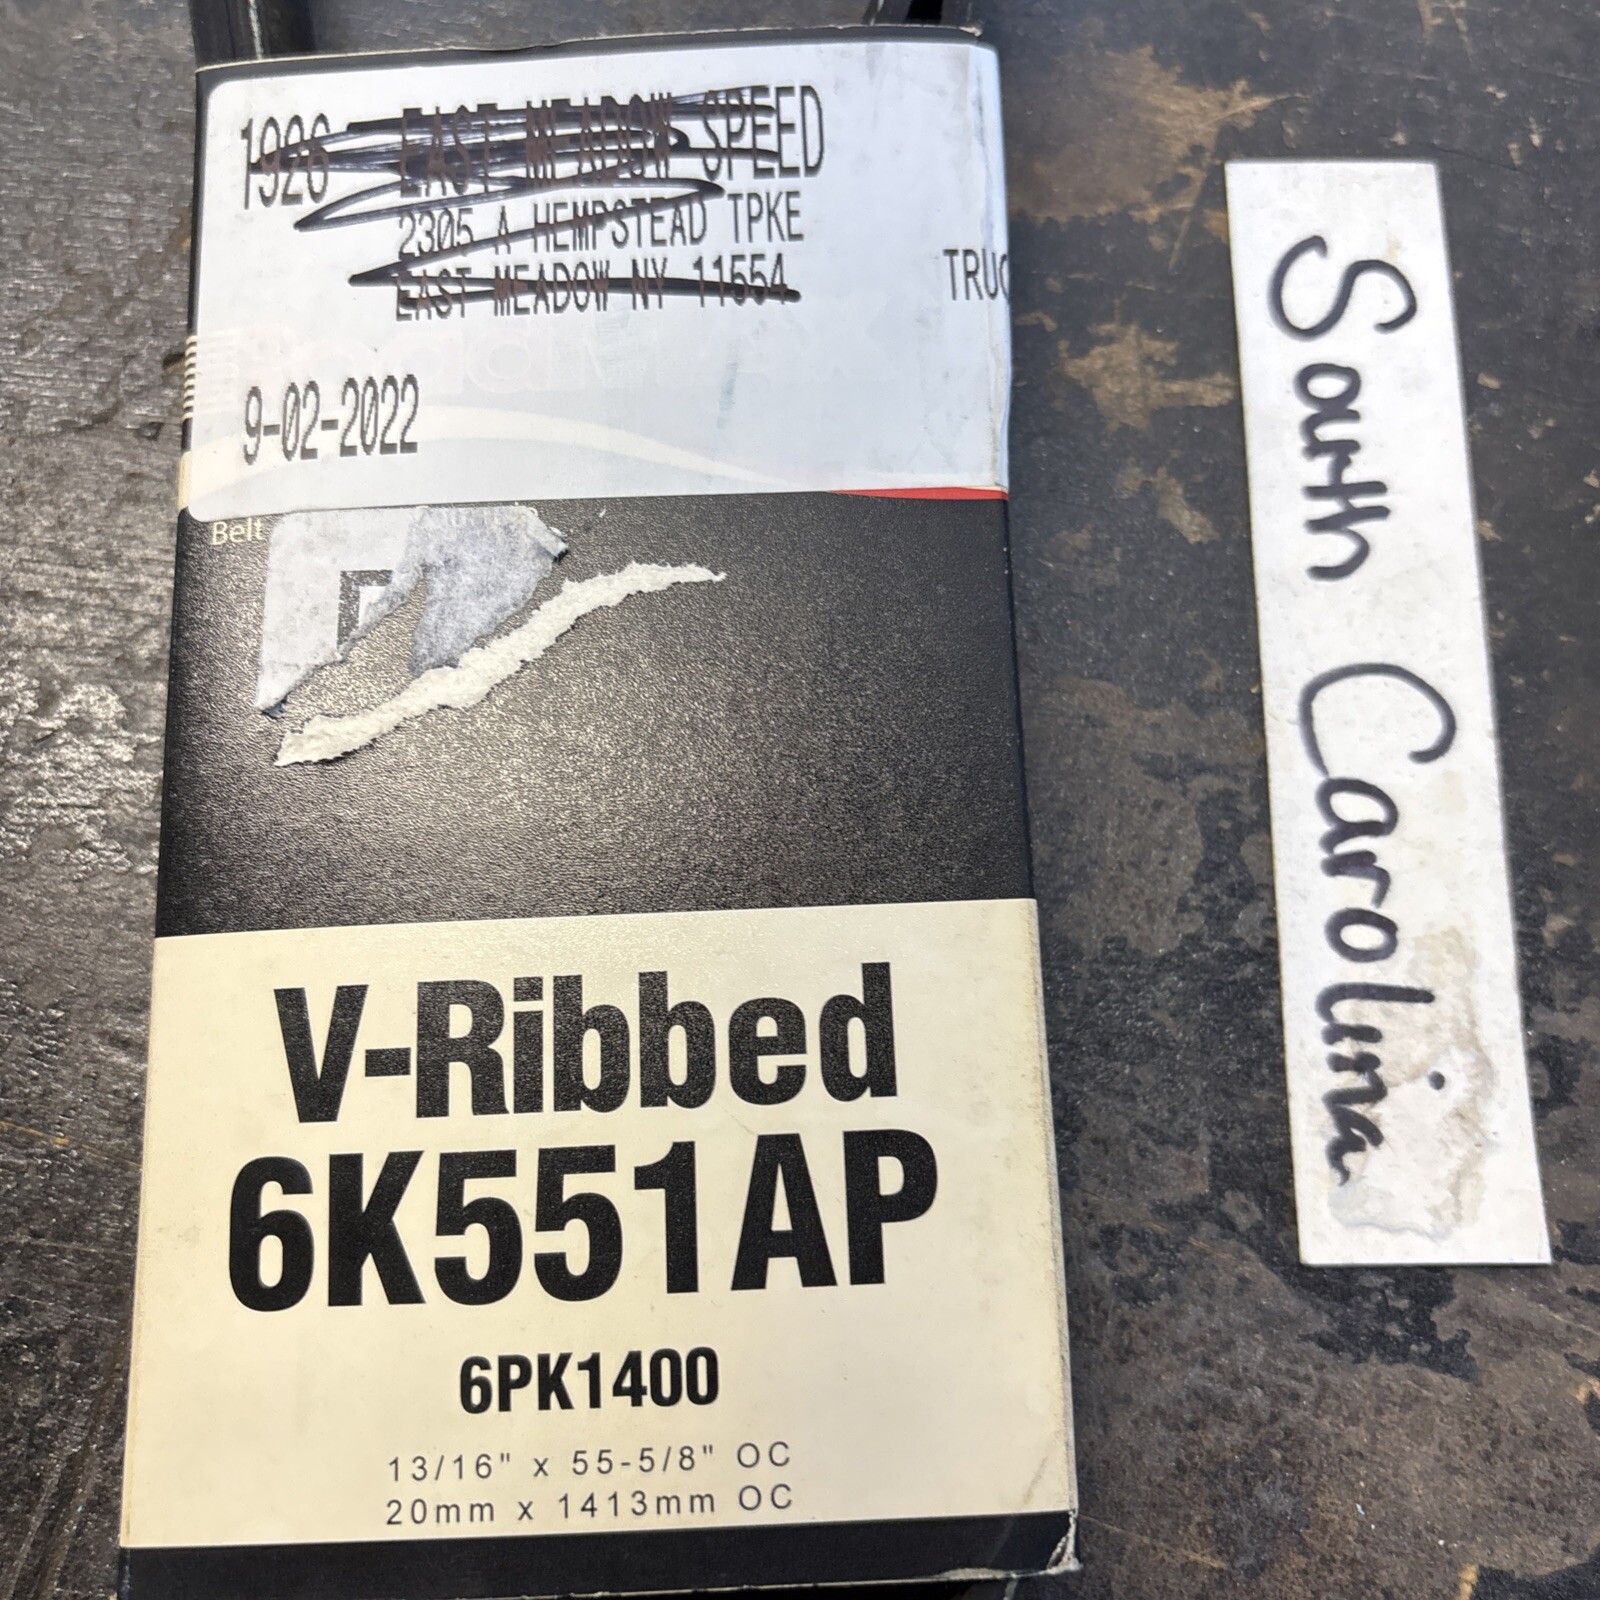 1926 EAST MEADOW SPEED
2305 A HEMPSTEAD TPKE
EAST MEADOW NY 11554
TRUC
9-02-2022
Belt
V-Ribbed
6K551AP
6PK1400
13/16" x 55-5/8" OC
20mm x 1413mm OC
South Carolina